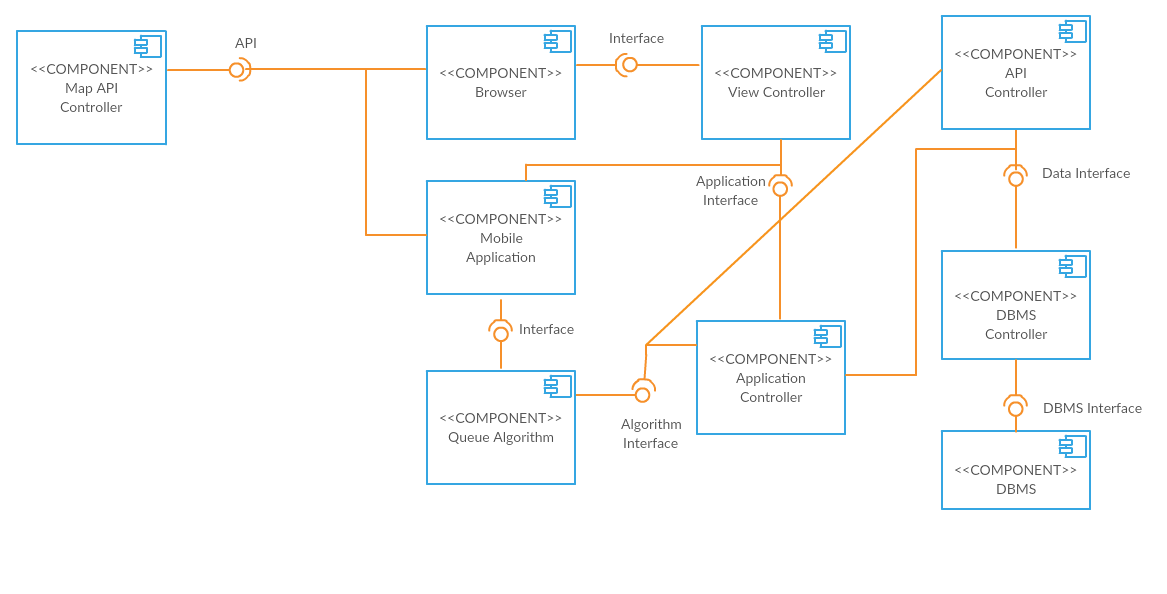 <<COMPONENT>>
Map API
Controller
API
<<COMPONENT>>
Browser
Interface
<<COMPONENT>>
View Controller
<<COMPONENT>>
API
Controller
<<COMPONENT>>
Mobile
Application
Application
Interface
Data Interface
Interface
<<COMPONENT>>
DBMS
Controller
<<COMPONENT>>
Queue Algorithm
Algorithm
Interface
<<COMPONENT>>
Application
Controller
DBMS Interface
<<COMPONENT>>
DBMS